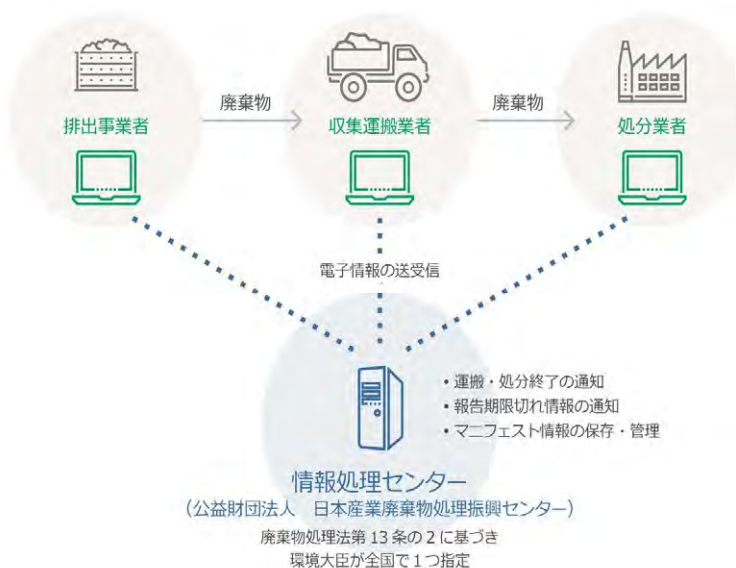 廃棄物
廃棄物
排出事業者
収集運搬業者
処分業者
電子情報の送受信
• 運搬・処分終了の通知
• 報告期限切れ情報の通知
• マニフェスト情報の保存・管理
情報処理センター
（公益財団法人　日本産業廃棄物処理振興センター）
廃棄物処理法第 13 条の 2 に基づき
環境大臣が全国で 1 つ指定